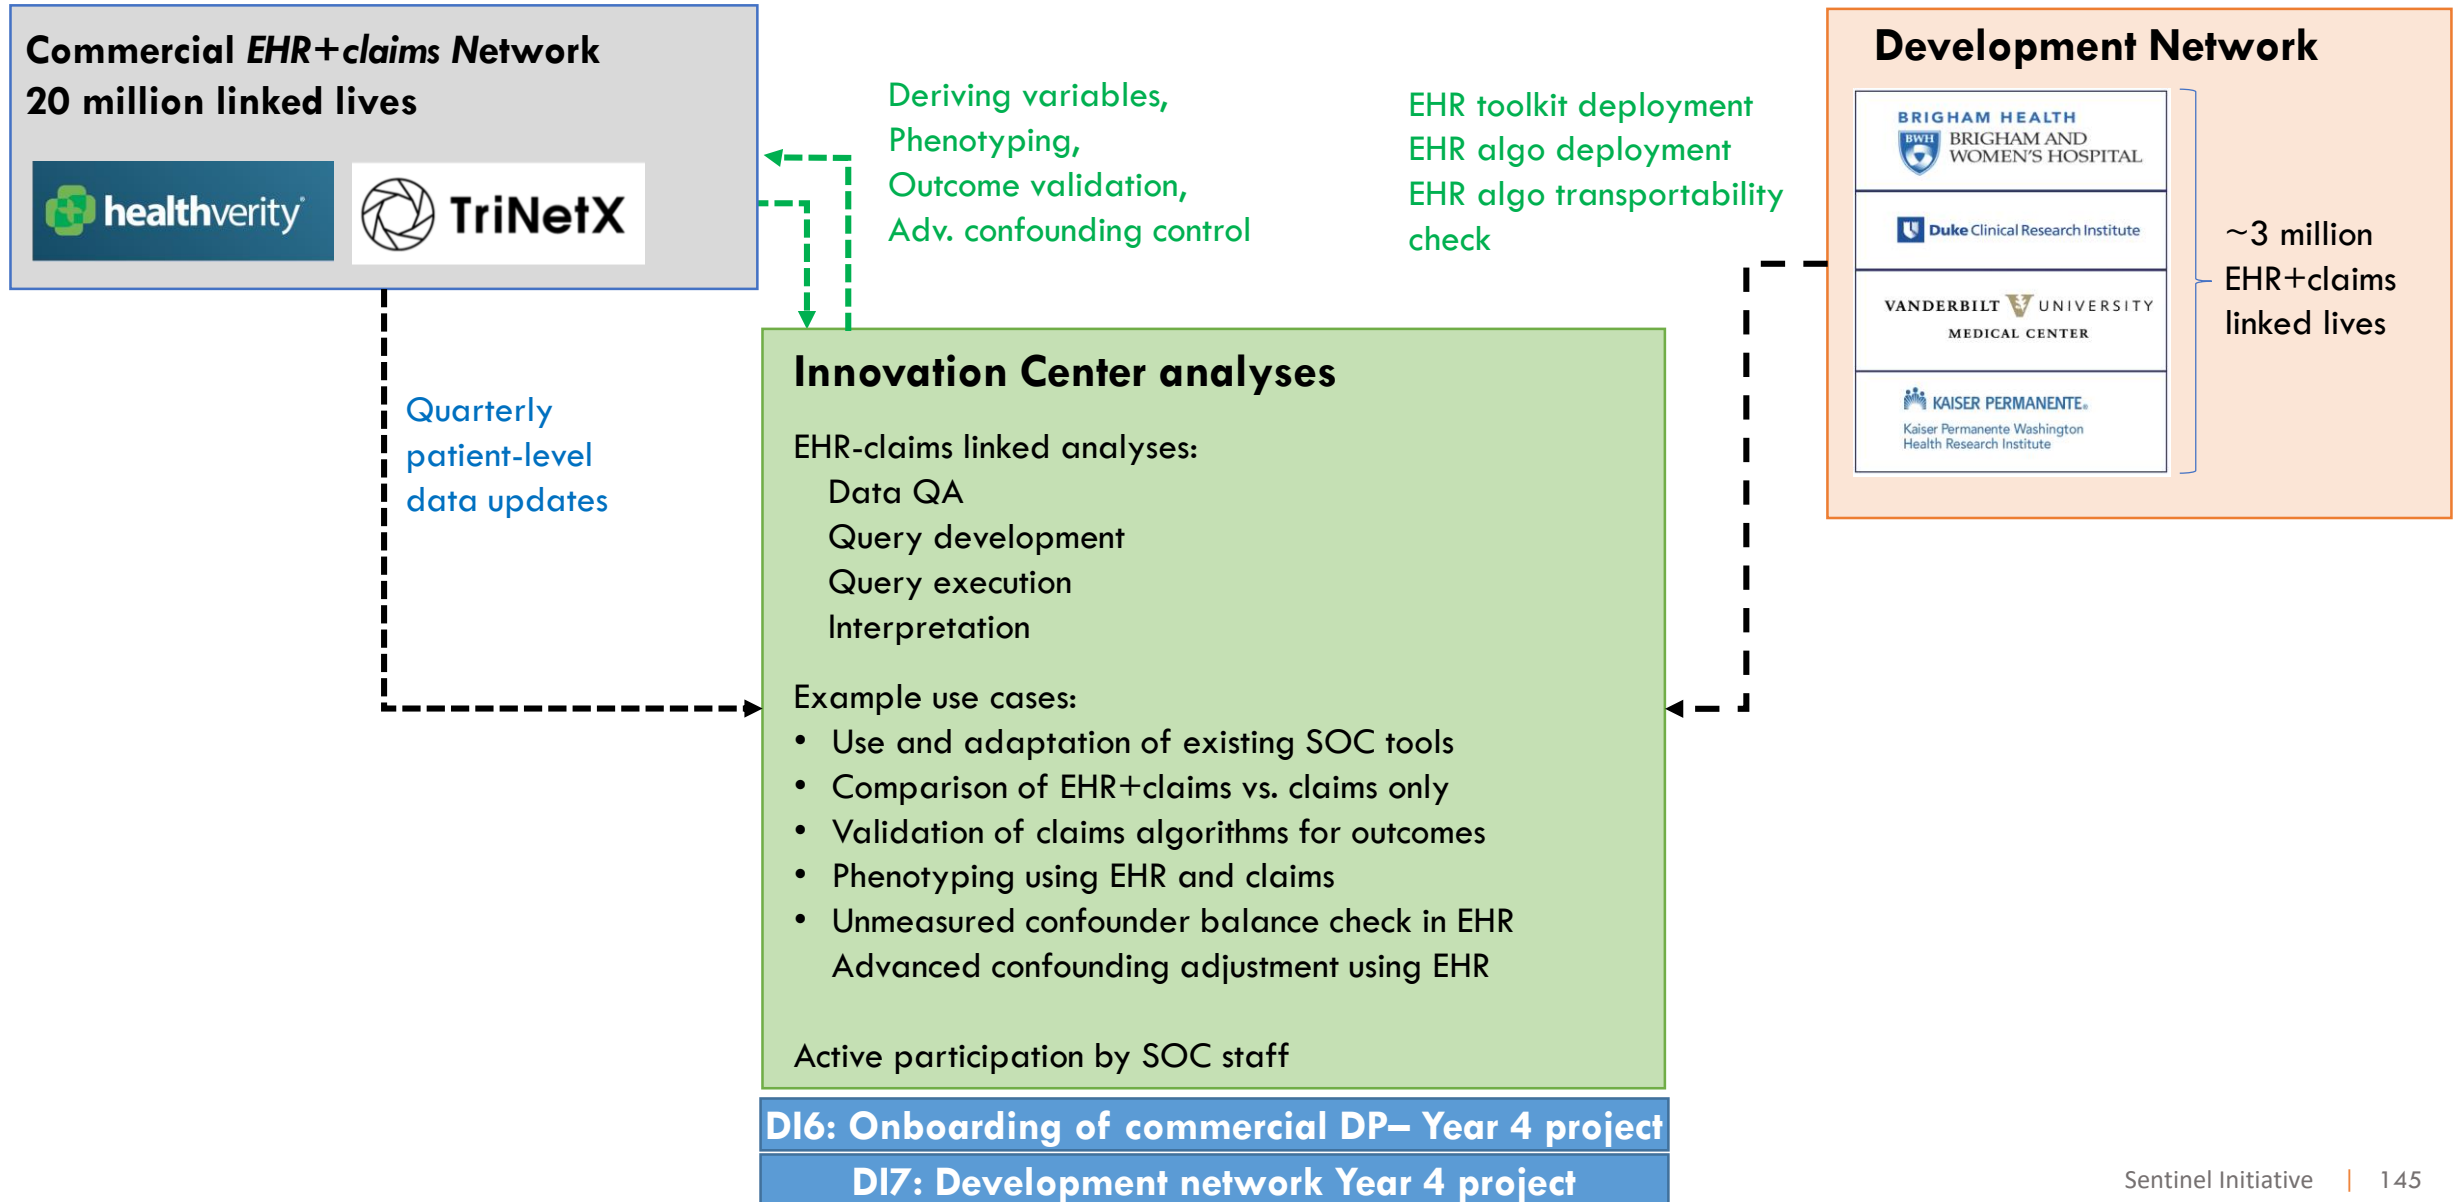 Commercial EHR+claims Network
20 million linked lives
healthverity
TriNetX
Deriving variables,
Phenotyping,
Outcome validation,
Adv. confounding control
EHR toolkit deployment
EHR algo deployment
EHR algo transportability
check
Development Network
BRIGHAM HEALTH
BWH
BRIGHAM AND
WOMEN'S HOSPITAL
Duke Clinical Research Institute
VANDERBILT UNIVERSITY
MEDICAL CENTER
KAISER PERMANENTE®
Kaiser Permanente Washington
Health Research Institute
~3 million
EHR+claims
linked lives
Quarterly
patient-level
data updates
Innovation Center analyses
EHR-claims linked analyses:
Data QA
Query development
Query execution
Interpretation
Example use cases:
• Use and adaptation of existing SOC tools
• Comparison of EHR+claims vs. claims only
• Validation of claims algorithms for outcomes
• Phenotyping using EHR and claims
• Unmeasured confounder balance check in EHR
Advanced confounding adjustment using EHR
Active participation by SOC staff
DI6: Onboarding of commercial DP– Year 4 project
DI7: Development network Year 4 project
Sentinel Initiative | 145